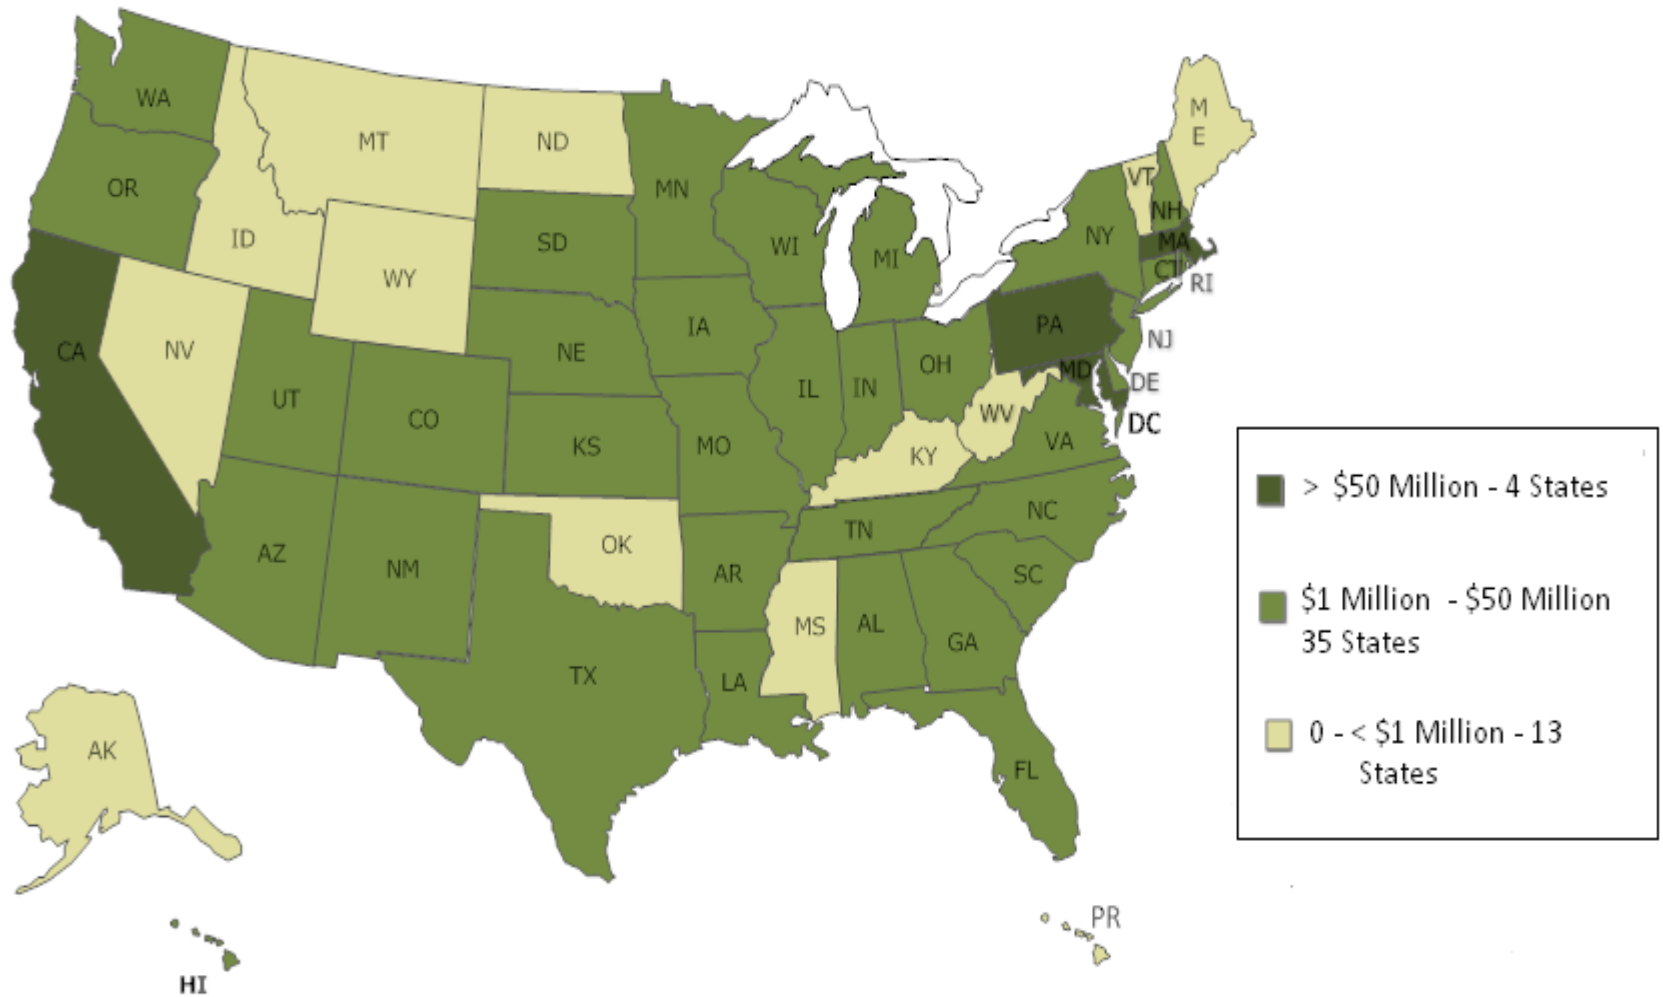 WA
MT
ND
M
E
OR
MN
VT
ID
SD
WI
NH
NY
MA
WY
MI
CT
RI
CA
NV
IA
PA
NJ
NE
OH
MD
UT
IL
IN
DE
CO
WV
DC
KS
MO
VA
KY
> $50 Million - 4 States
AZ
NM
OK
TN
NC
AR
SC
$1 Million - $50 Million
35 States
MS
AL
GA
TX
LA
0 - < $1 Million - 13
States
AK
FL
PR
HI